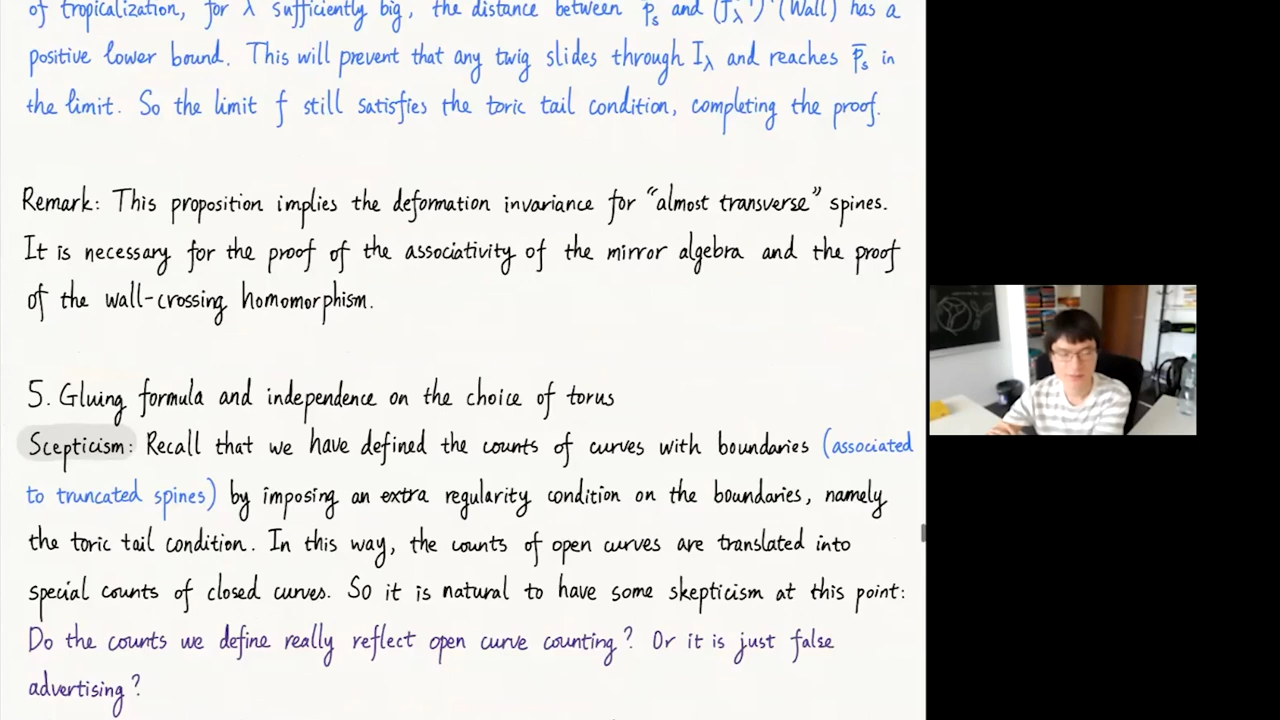 of tropicalization, for λ sufficiently big, the distance between p̄s and (Wall) has a
positive lower bound. This will prevent that any twig slides through Iλ and reaches p̄s in
the limit. So the limit f still satisfies the toric tail condition, completing the proof.
Remark: This proposition implies the deformation invariance for “almost transverse” spines.
It is necessary for the proof of the associativity of the mirror algebra and the proof
of the wall-crossing homomorphism.
5. Gluing formula and independence on the choice of torus
Scepticism: Recall that we have defined the counts of curves with boundaries (associated
to truncated spines) by imposing an extra regularity condition on the boundaries, namely
the toric tail condition. In this way, the counts of open curves are translated into
special counts of closed curves. So it is natural to have some skepticism at this point:
Do the counts we define really reflect open curve counting? Or it is just false
advertising?